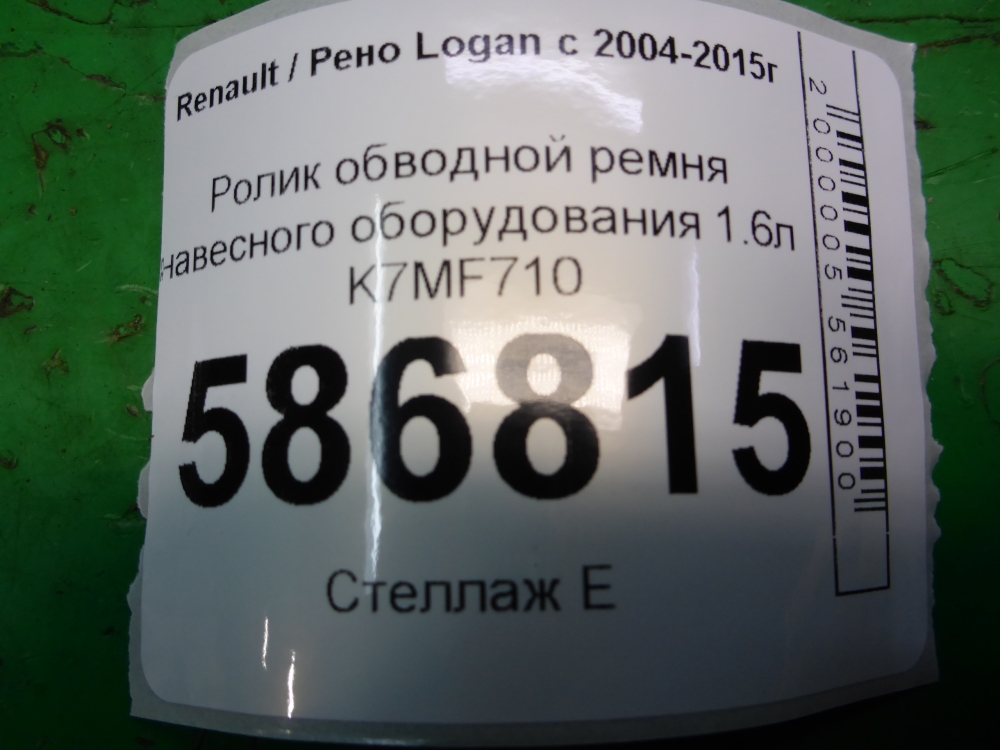 Renault / Рено Logan с 2004-2015г
Ролик обводной ремня
навесного оборудования 1.6л
K7MF710
586815
Стеллаж Е
2000005561900